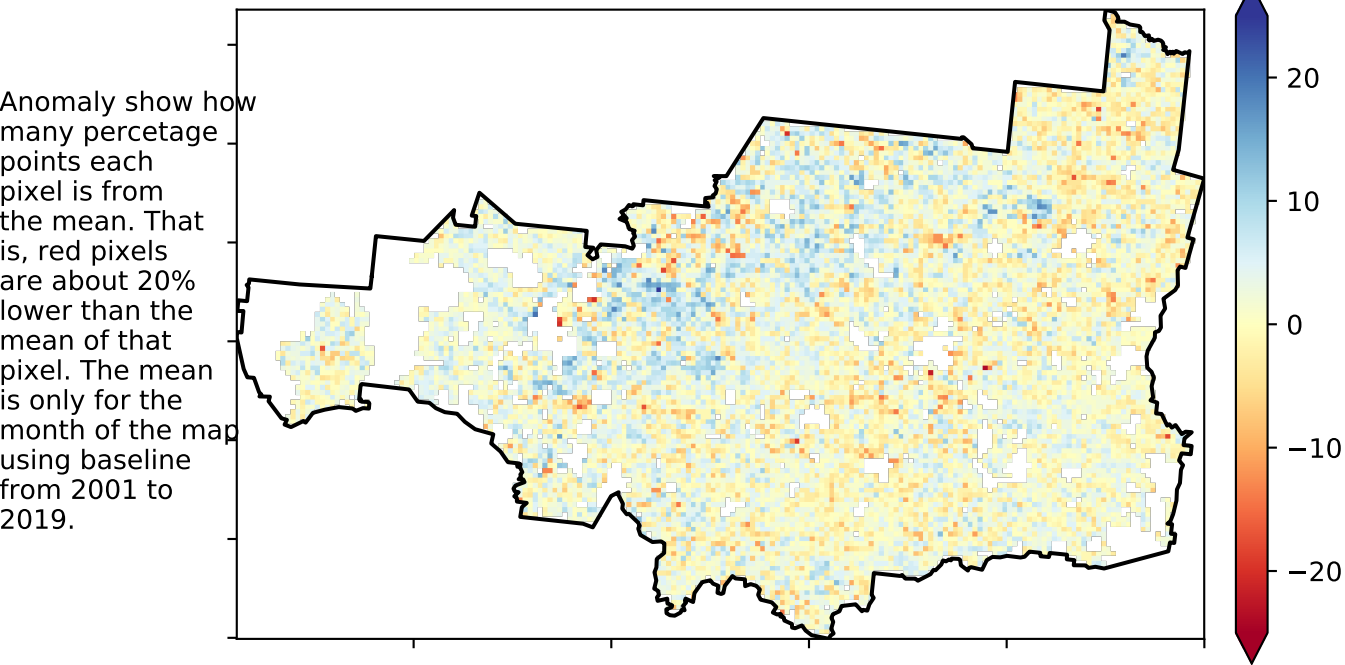 Anomaly show how
many percetage
points each
pixel is from
the mean. That
is, red pixels
are about 20%
lower than the
mean of that
pixel. The mean
is only for the
month of the map
using baseline
from 2001 to
2019.
20
10
0
−10
−20